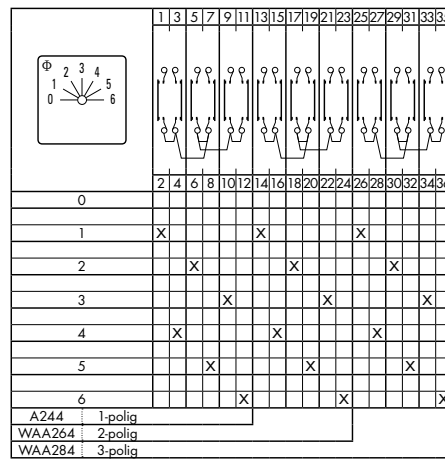 1 3 5 7 9 11 13 15 17 19 21 23 25 27 29 31 33 35
Φ
0 1 2 3 4 5 6
2 4 6 8 10 12 14 16 18 20 22 24 26 28 30 32 34 36
0
1 X X X
2 X X X
3 X X X
4 X X X
5 X X X
6 X X X
A244 1-polig
WAA264 2-polig
WAA284 3-polig